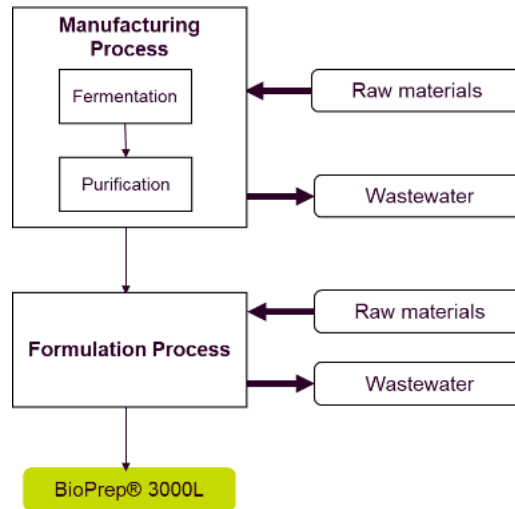 Manufacturing
Process
Fermentation
Raw materials
Purification
Wastewater
Raw materials
Formulation Process
Wastewater
BioPrep® 3000L